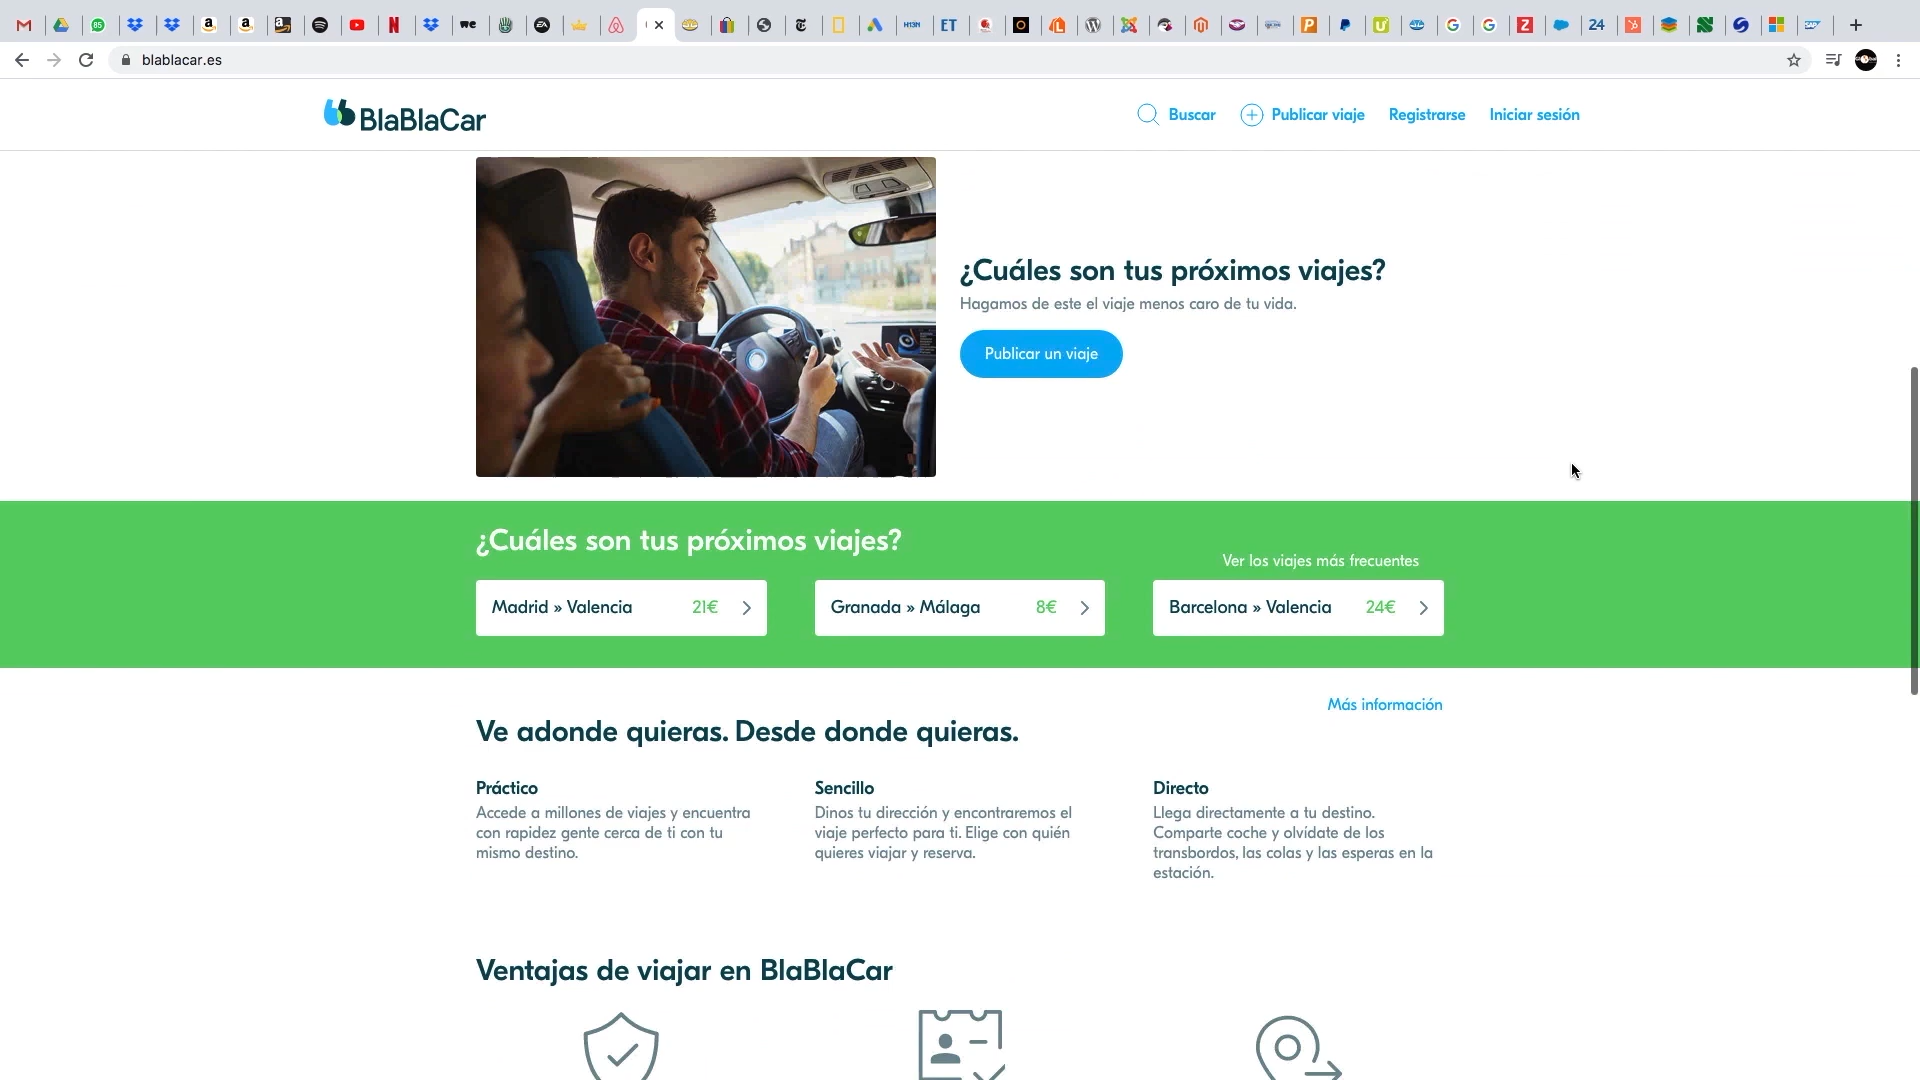 blablacar.es
BlaBlaCar
Buscar
Publicar viaje
Registrarse
Iniciar sesión
¿Cuáles son tus próximos viajes?
Hagamos de este el viaje menos caro de tu vida.
Publicar un viaje
¿Cuáles son tus próximos viajes?
Ver los viajes más frecuentes
Madrid » Valencia 21€
Granada » Málaga 8€
Barcelona » Valencia 24€
Más información
Ve adonde quieras. Desde donde quieras.
Práctico
Accede a millones de viajes y encuentra
con rapidez gente cerca de ti con tu
mismo destino.
Sencillo
Dinos tu dirección y encontraremos el
viaje perfecto para ti. Elige con quién
quieres viajar y reserva.
Directo
Llega directamente a tu destino.
Comparte coche y olvídate de los
transbordos, las colas y las esperas en la
estación.
Ventajas de viajar en BlaBlaCar